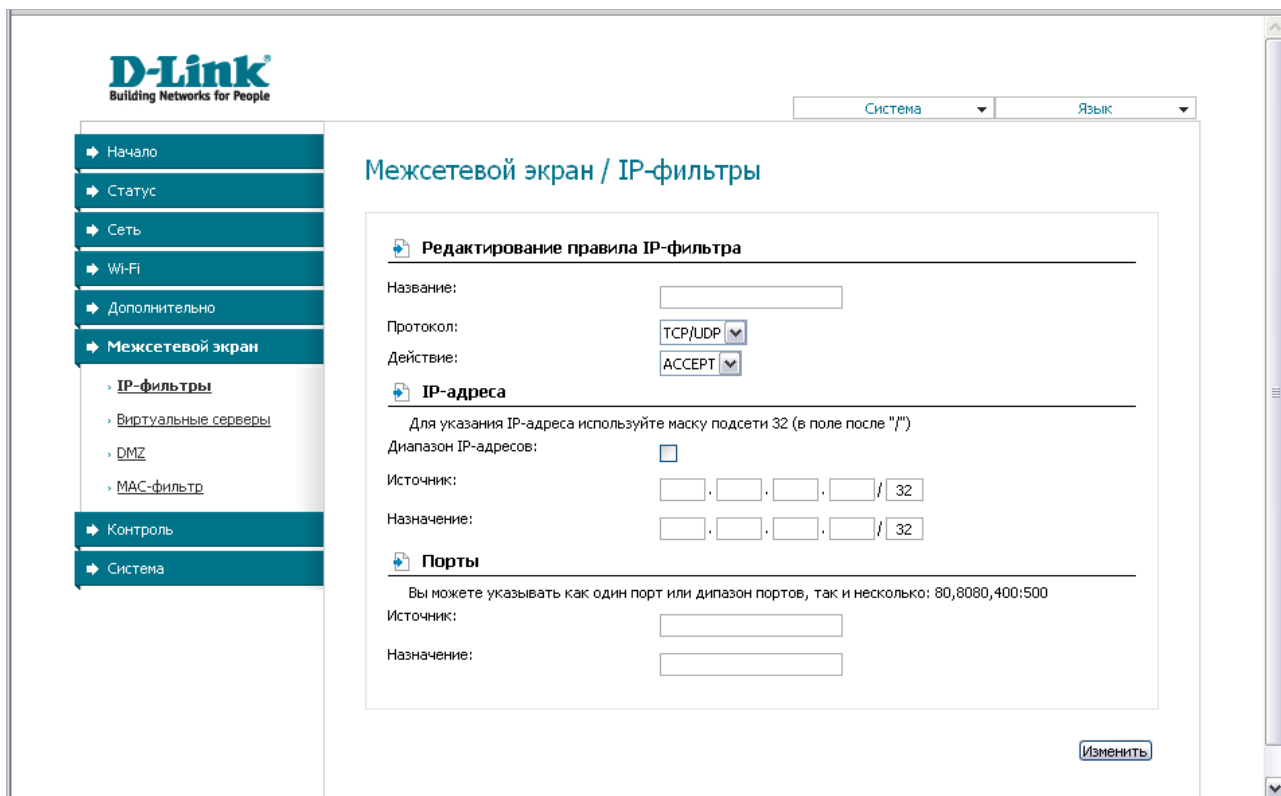 D-Link®
Building Networks for People
Система
Язык
Начало
Статус
Сеть
Wi-Fi
Дополнительно
Межсетевой экран
IP-фильтры
Виртуальные серверы
DMZ
MAC-фильтр
Контроль
Система
Межсетевой экран / IP-фильтры
Редактирование правила IP-фильтра
Название:
Протокол: TCP/UDP
Действие: ACCEPT
IP-адреса
Для указания IP-адреса используйте маску подсети 32 (в поле после "/")
Диапазон IP-адресов:
Источник: . . . / 32
Назначение: . . . / 32
Порты
Вы можете указывать как один порт или дипазон портов, так и несколько: 80,8080,400:500
Источник:
Назначение:
Изменить